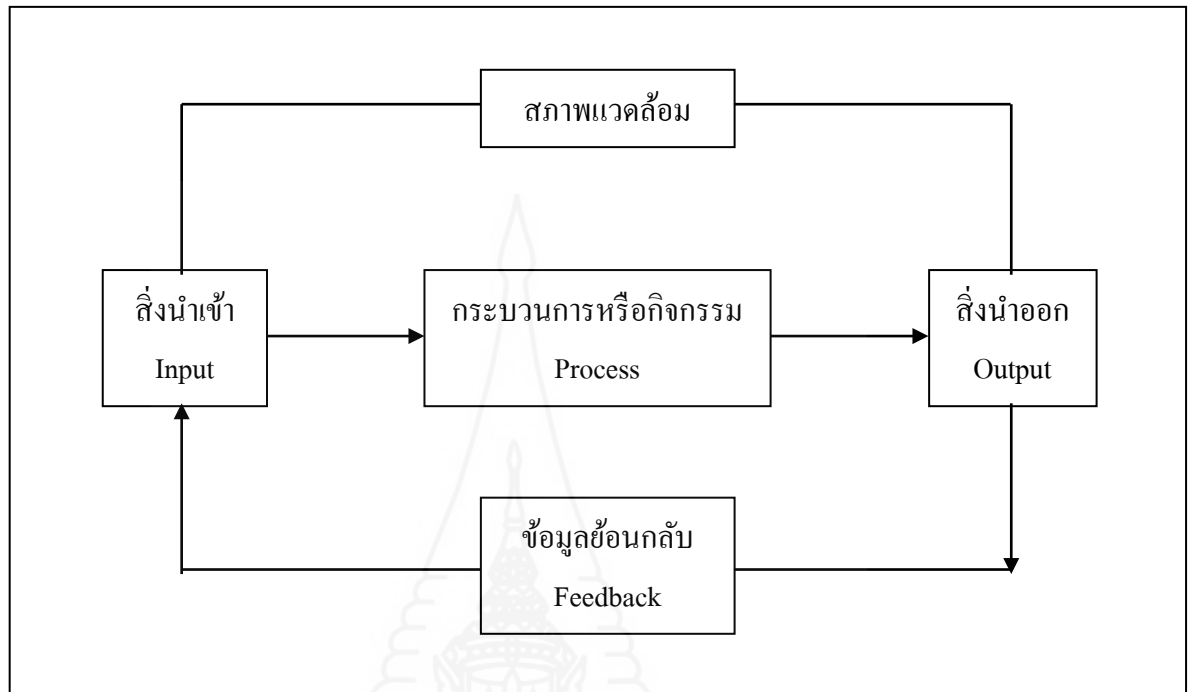 สภาพแวดล้อม
สิ่งนำเข้า
Input
กระบวนการหรือกิจกรรม
Process
สิ่งนำออก
Output
ข้อมูลย้อนกลับ
Feedback